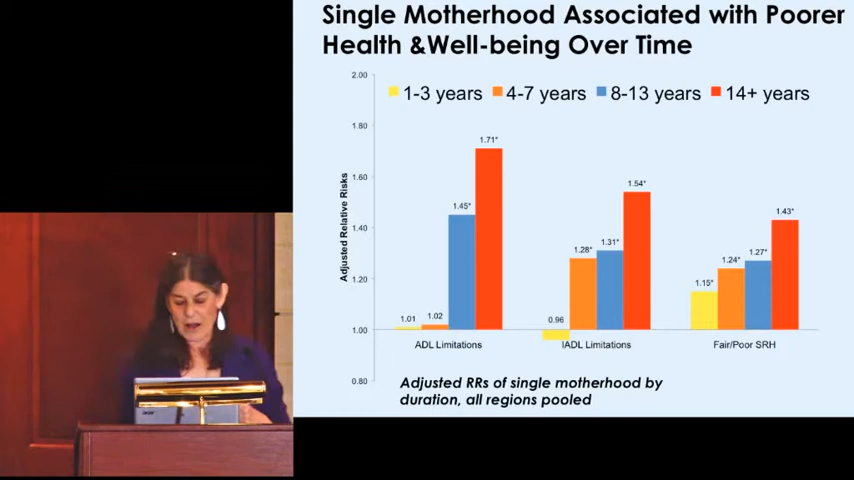 Single Motherhood Associated with Poorer
Health &Well-being Over Time
2.00
1-3 years 4-7 years 8-13 years 14+ years
1.80
1.71*
1.60
1.54*
1.45*
1.43*
1.40
1.28* 1.31*
1.24* 1.27*
1.20
1.15*
1.01 1.02
0.96
1.00
0.80
Adjusted Relative Risks
ADL Limitations IADL Limitations Fair/Poor SRH
Adjusted RRs of single motherhood by
duration, all regions pooled
acer